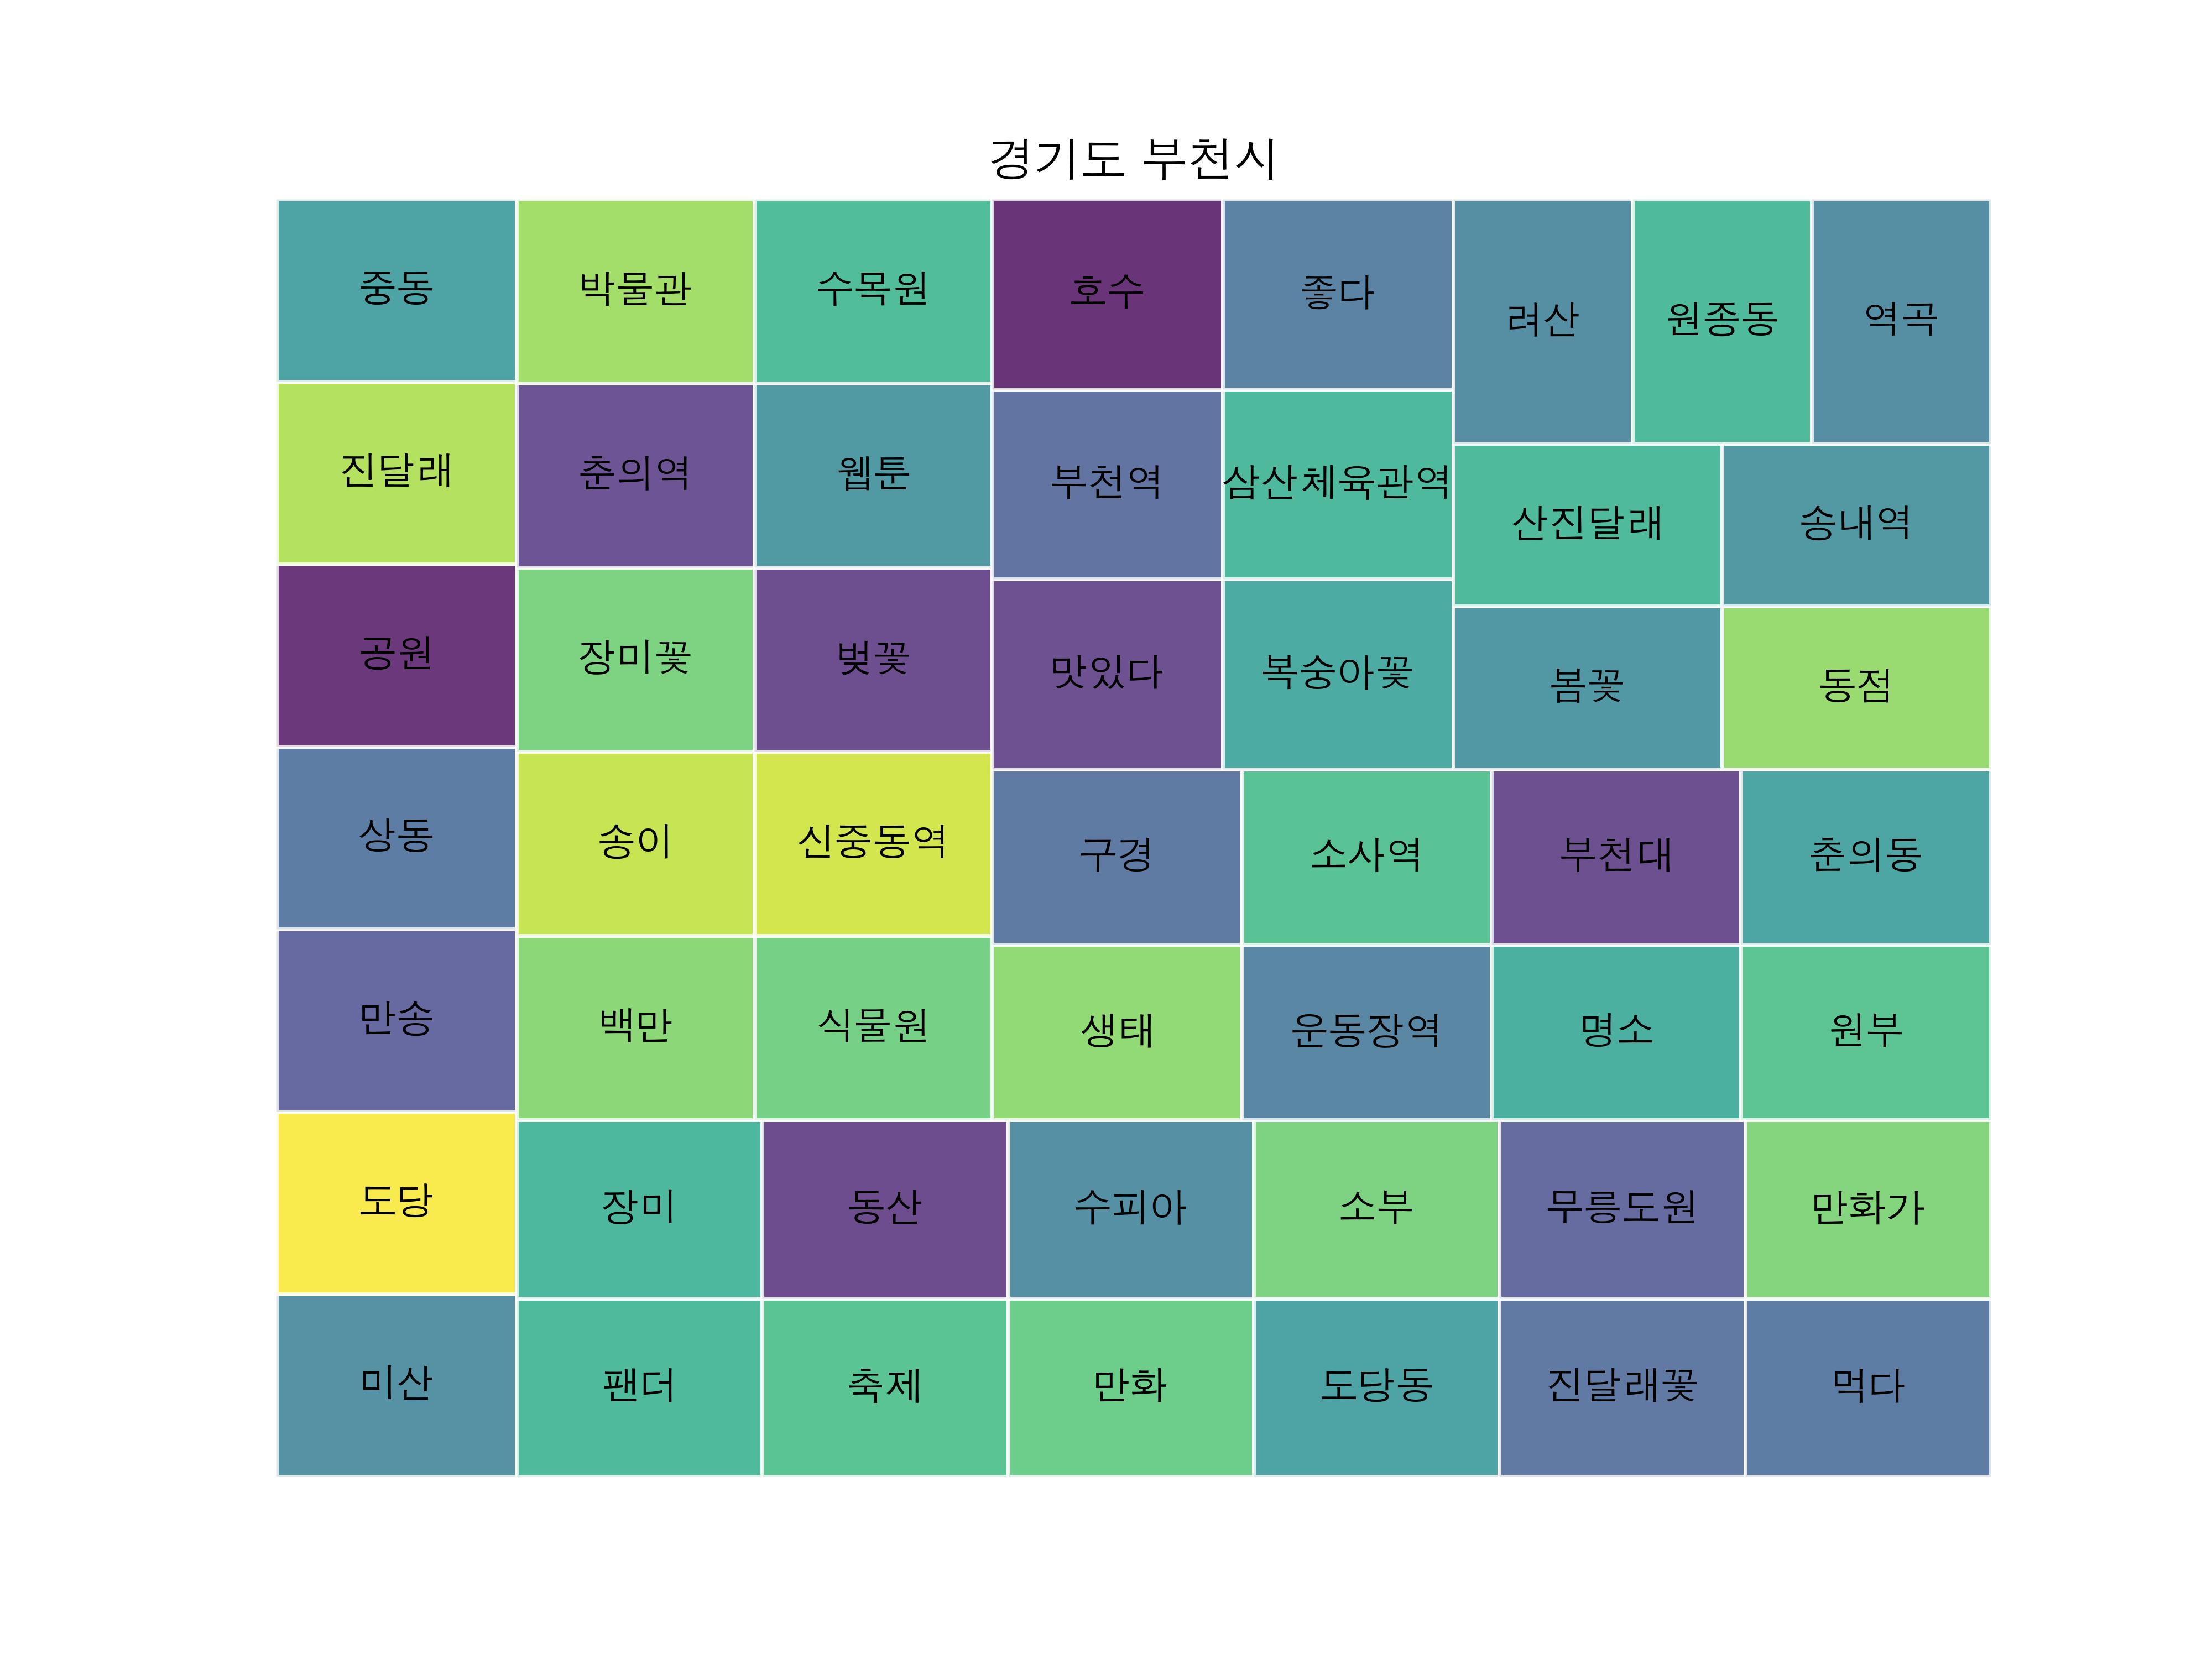 경기도 부천시
중동 박물관 수목원 호수 좋다 려산 원종동 역곡
진달래 춘의역 웹툰 부천역 삼산체육관역 산진달래 송내역
공원 장미꽃 벚꽃 맛있다 복숭아꽃 봄꽃 동점
상동 송이 신중동역 구경 소사역 부천대 춘의동
만송 백만 식물원 생태 운동장역 명소 원부
도당 장미 동산 수피아 소부 무릉도원 만화가
미산 팬더 축제 만화 도당동 진달래꽃 먹다